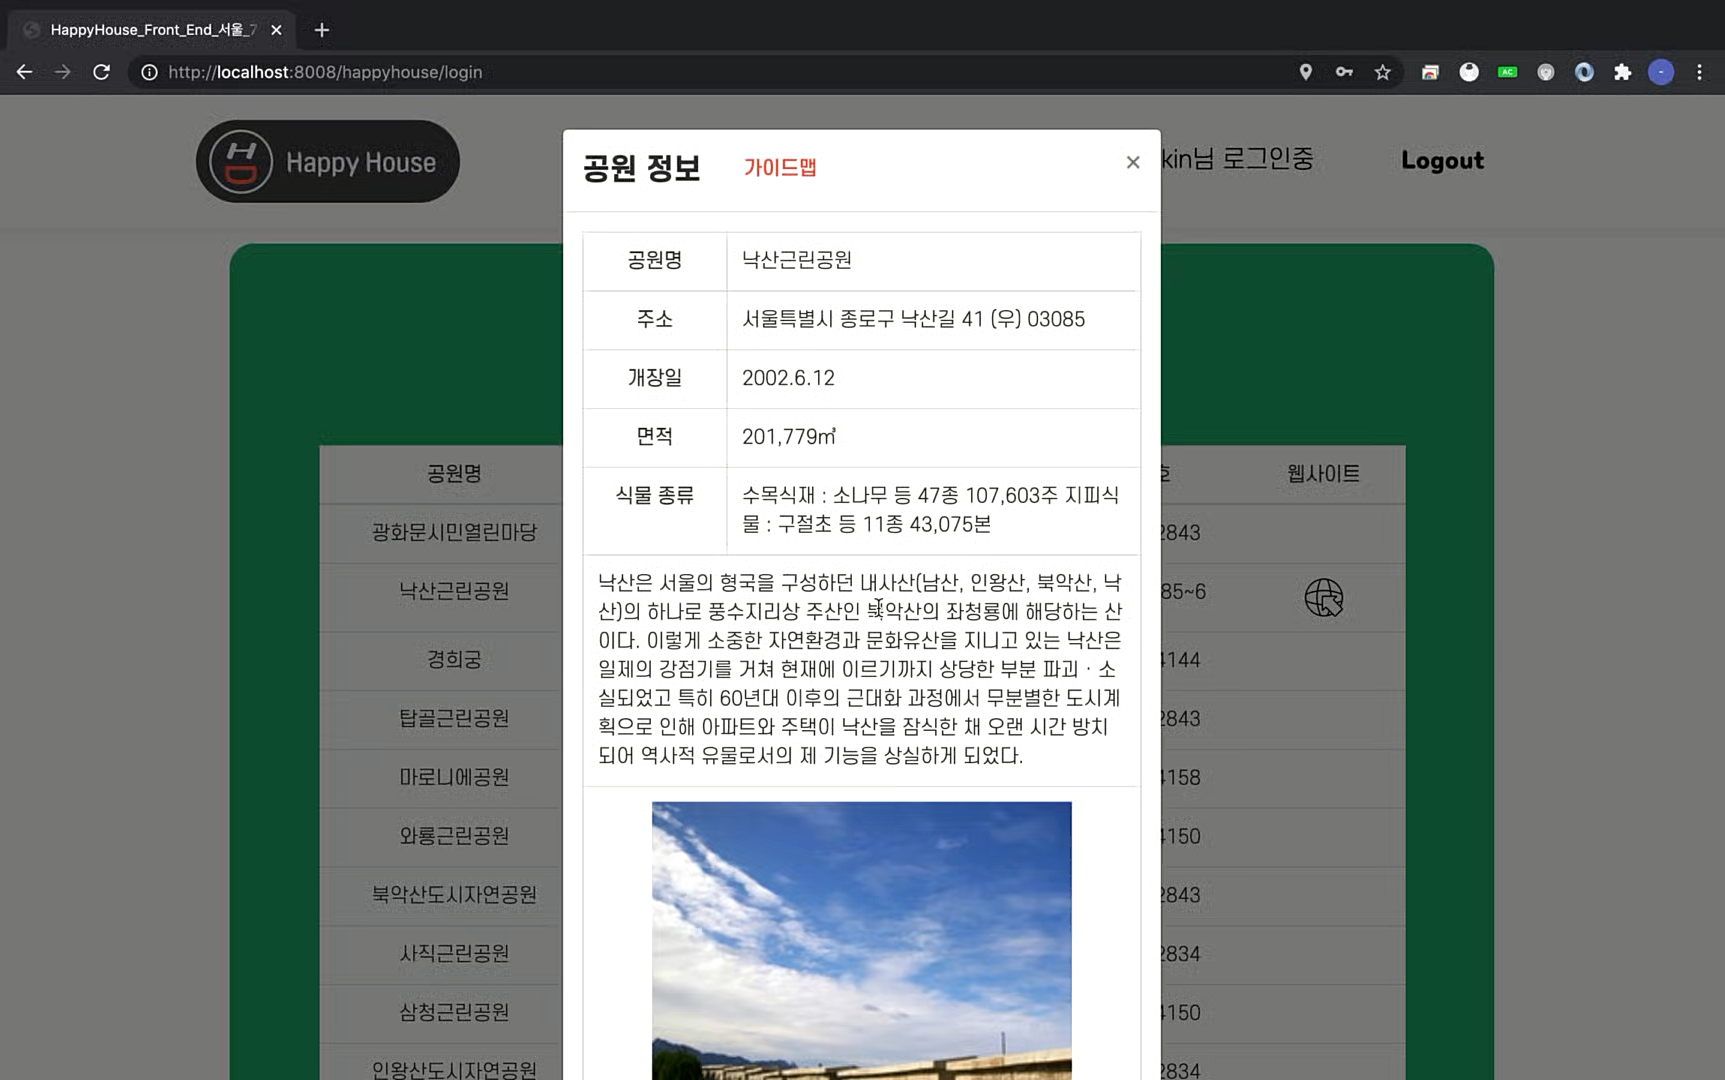 HappyHouse_Front_End_서울_7
http://localhost:8008/happyhouse/login
AC
Happy House
kin님 로그인중
Logout
공원 정보
가이드맵
×
공원명 낙산근린공원
주소 서울특별시 종로구 낙산길 41 (우) 03085
개장일 2002.6.12
면적 201,779㎡
식물 종류 수목식재 : 소나무 등 47종 107,603주 지피식
물 : 구절초 등 11종 43,075본
낙산은 서울의 형국을 구성하던 내사산(남산, 인왕산, 북악산, 낙
산)의 하나로 풍수지리상 주산인 북악산의 좌청룡에 해당하는 산
이다. 이렇게 소중한 자연환경과 문화유산을 지니고 있는 낙산은
일제의 강점기를 거쳐 현재에 이르기까지 상당한 부분 파괴ㆍ소
실되었고 특히 60년대 이후의 근대화 과정에서 무분별한 도시계
획으로 인해 아파트와 주택이 낙산을 잠식한 채 오랜 시간 방치
되어 역사적 유물로서의 제 기능을 상실하게 되었다.
공원명 호 웹사이트
광화문시민열린마당 2843
낙산근린공원 85~6
경희궁 4144
탑골근린공원 2843
마로니에공원 4158
와룡근린공원 4150
북악산도시자연공원 2843
사직근린공원 2834
삼청근린공원 4150
인왕산도시자연공원 2834